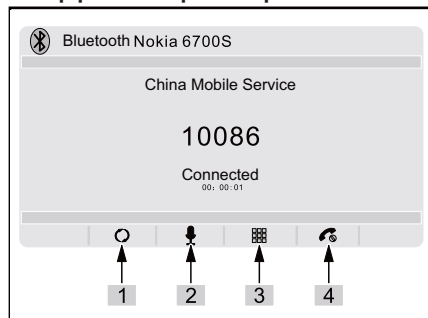 Bluetooth Nokia 6700S
China Mobile Service
10086
Connected
00: 00:01
1 2 3 4